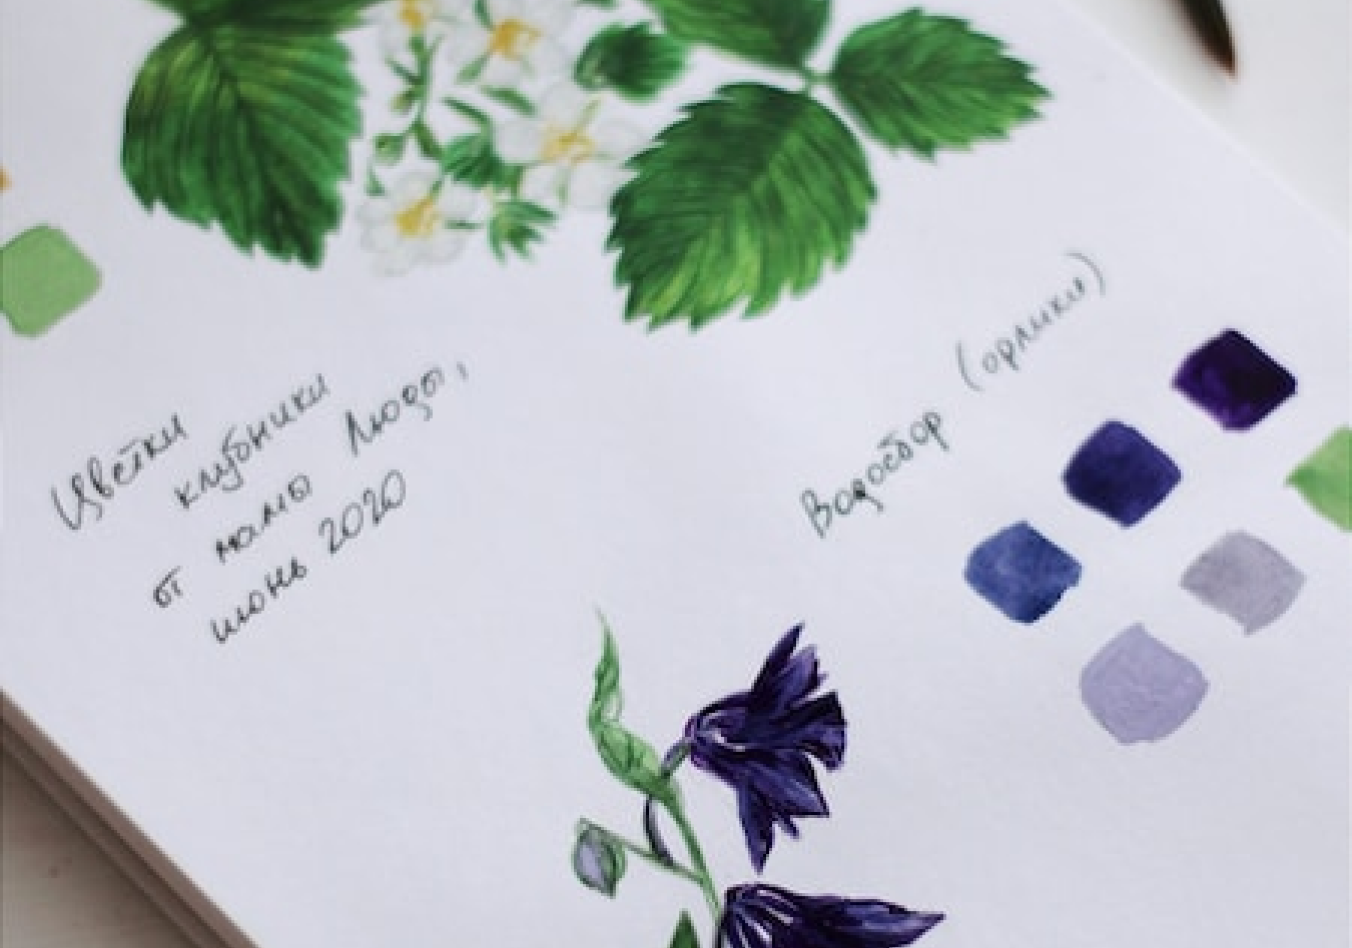 Цветки
клубники
от мамы Люды,
июнь 2020
Водосбор (орлики)